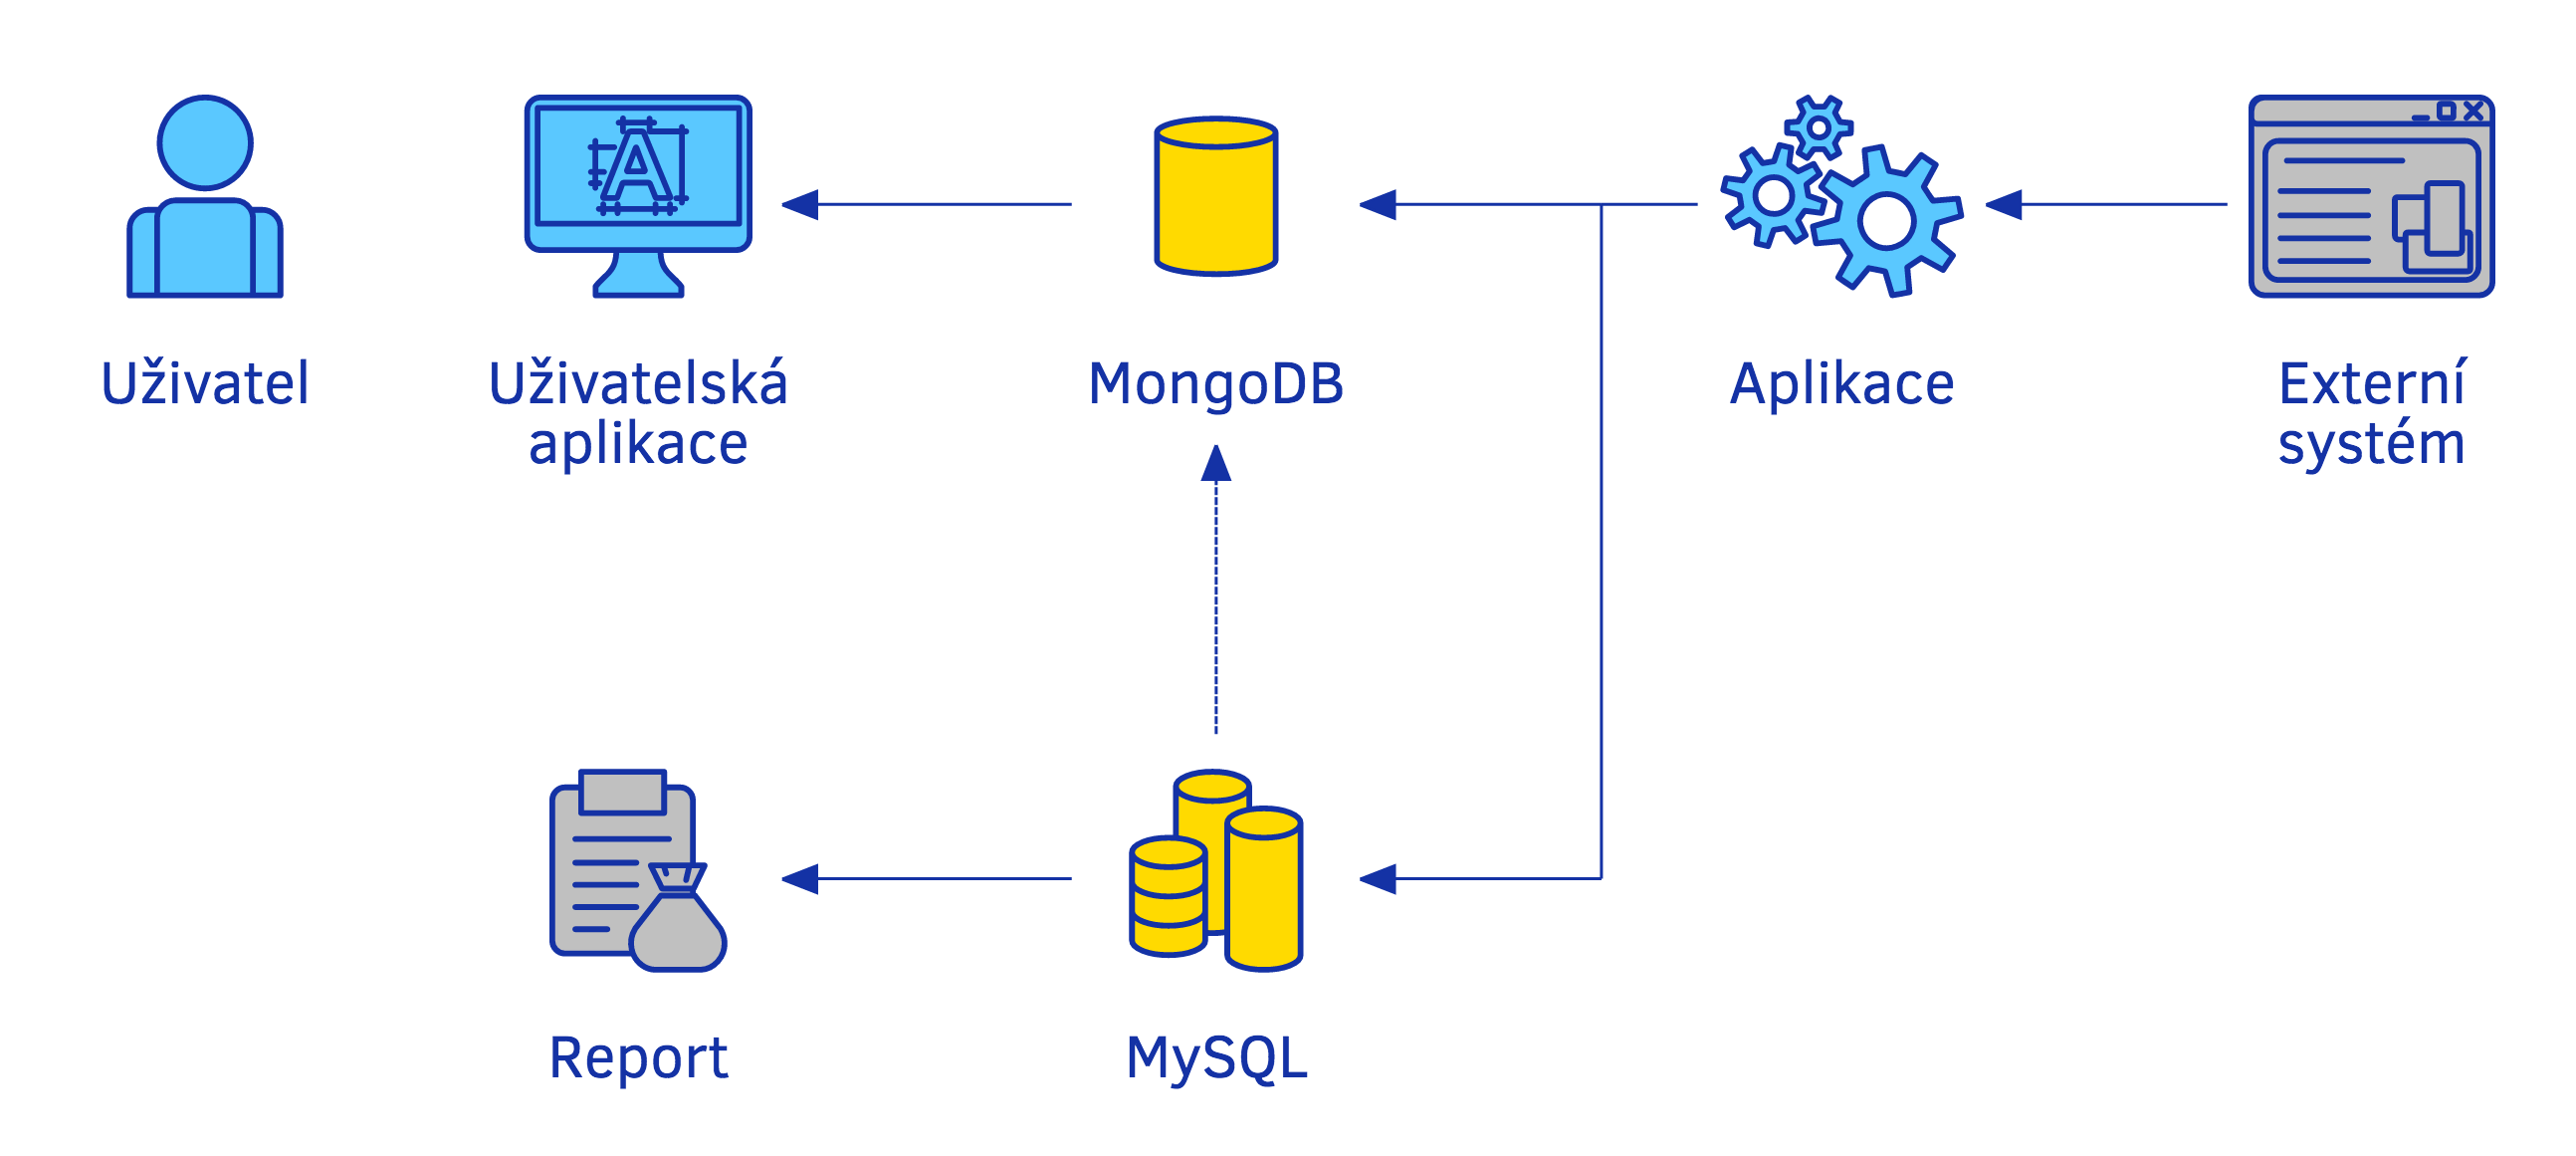 Uživatel
Uživatelská
aplikace
MongoDB
Aplikace
Externí
systém
Report
MySQL